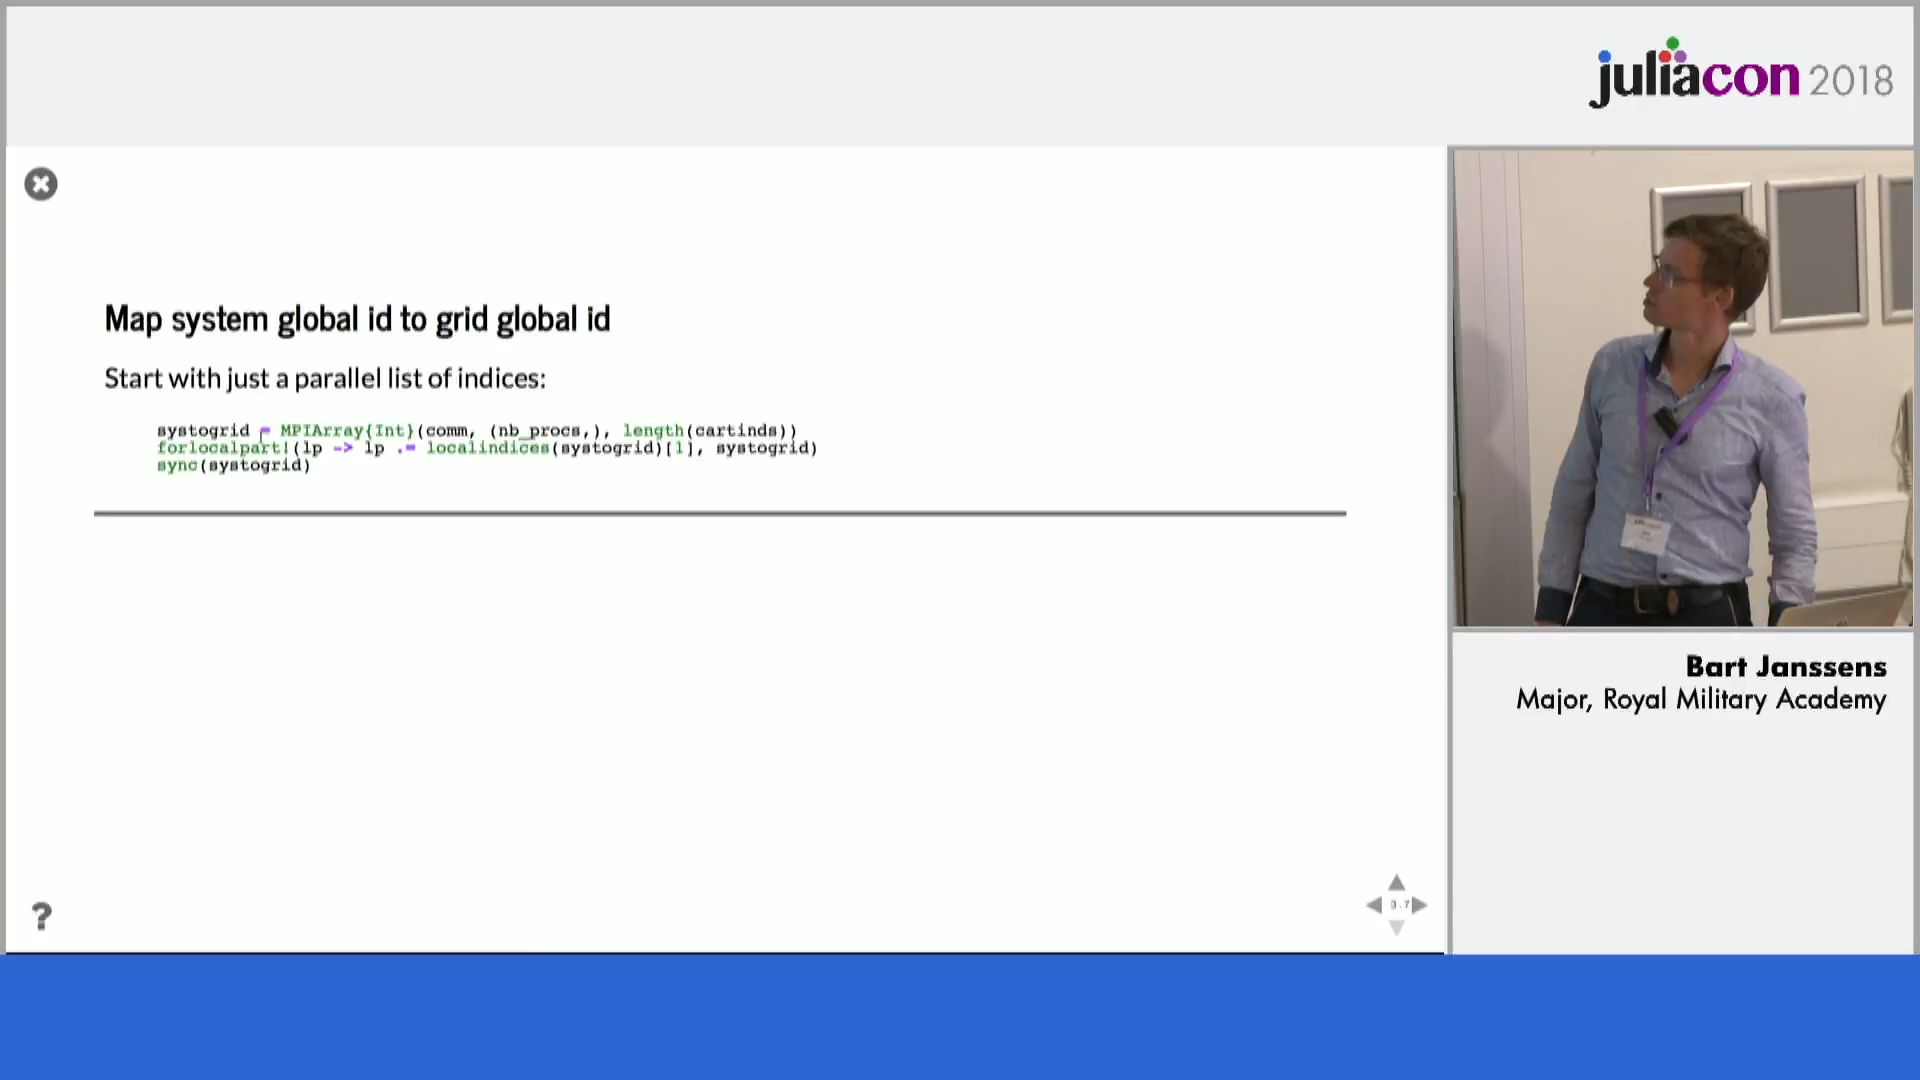 juliacon 2018
Map system global id to grid global id
Start with just a parallel list of indices:
systogrid = MPIArray{Int}(comm, (nb_procs,), length(cartinds))
forlocalpart!(lp -> lp .= localindices(systogrid)[1], systogrid)
sync(systogrid)
Bart Janssens
Major, Royal Military Academy
?
3.7